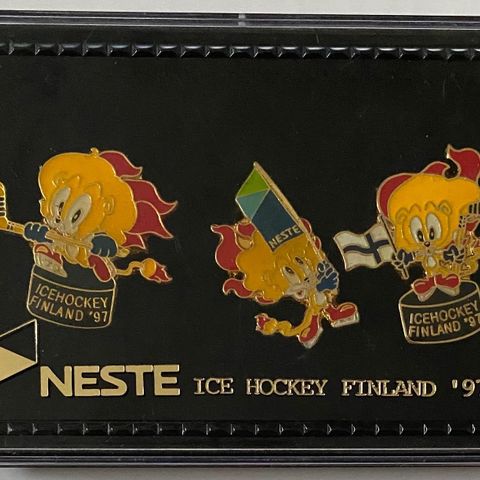 ICEHOCKEY
FINLAND '97
NESTE
ICEHOCKEY
FINLAND '97
NESTE ICE HOCKEY FINLAND '97